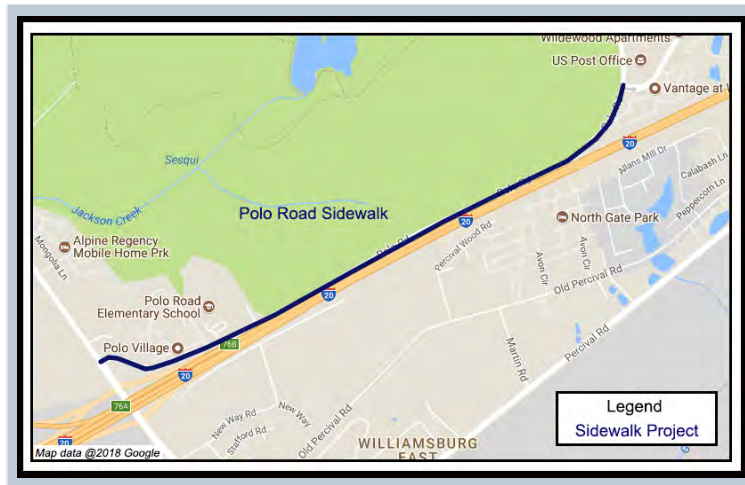 Wildewood Apartments
US Post Office
Vantage at W
Polo Rd
20
Allans Mill Dr
Calabash Ln
Peppercorn Ln
Sesqui
Jackson Creek
Polo Road Sidewalk
Polo Rd
20
North Gate Park
Percival Wood Rd
Avon Cir
Avon Cir
Old Percival Rd
Mongolia Ln
Alpine Regency
Mobile Home Prk
Polo Rd
20
Polo Road
Elementary School
Percival Rd
Polo Village
76B
20
Martin Rd
76A
New Way Rd
New Way
Stafford Rd
Old Percival Rd
Legend
Sidewalk Project
20
WILLIAMSBURG
EAST
Map data @2018 Google